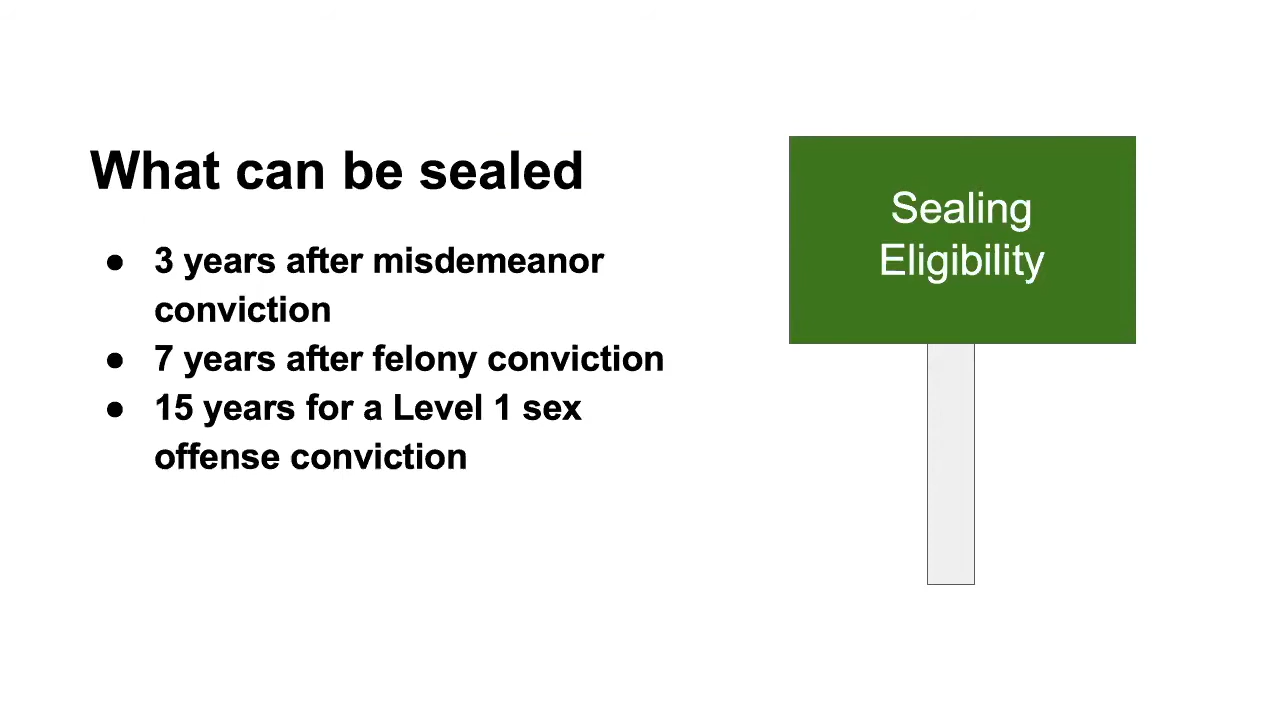 What can be sealed
● 3 years after misdemeanor
conviction
● 7 years after felony conviction
● 15 years for a Level 1 sex
offense conviction
Sealing
Eligibility